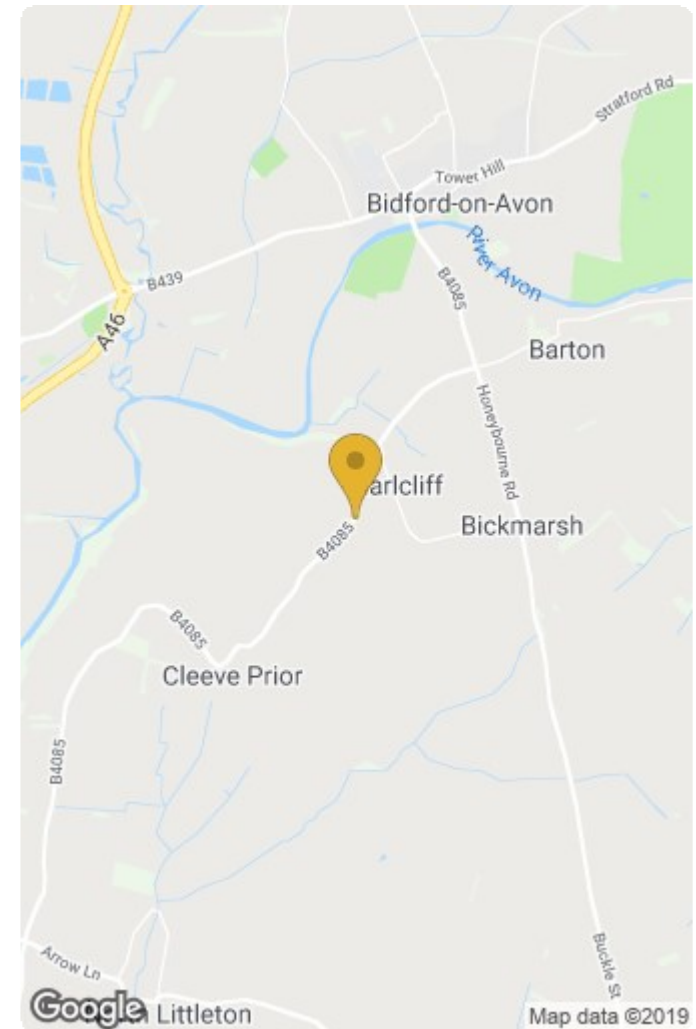 Stratford Rd
Tower Hill
Bidford-on-Avon
River Avon
B4085
B439
A46
Barton
Honeybourne Rd
arlcliff
Bickmarsh
B4085
B4085
Cleeve Prior
B4085
Buckle St
Arrow Ln
Google
Littleton
Map data ©2019